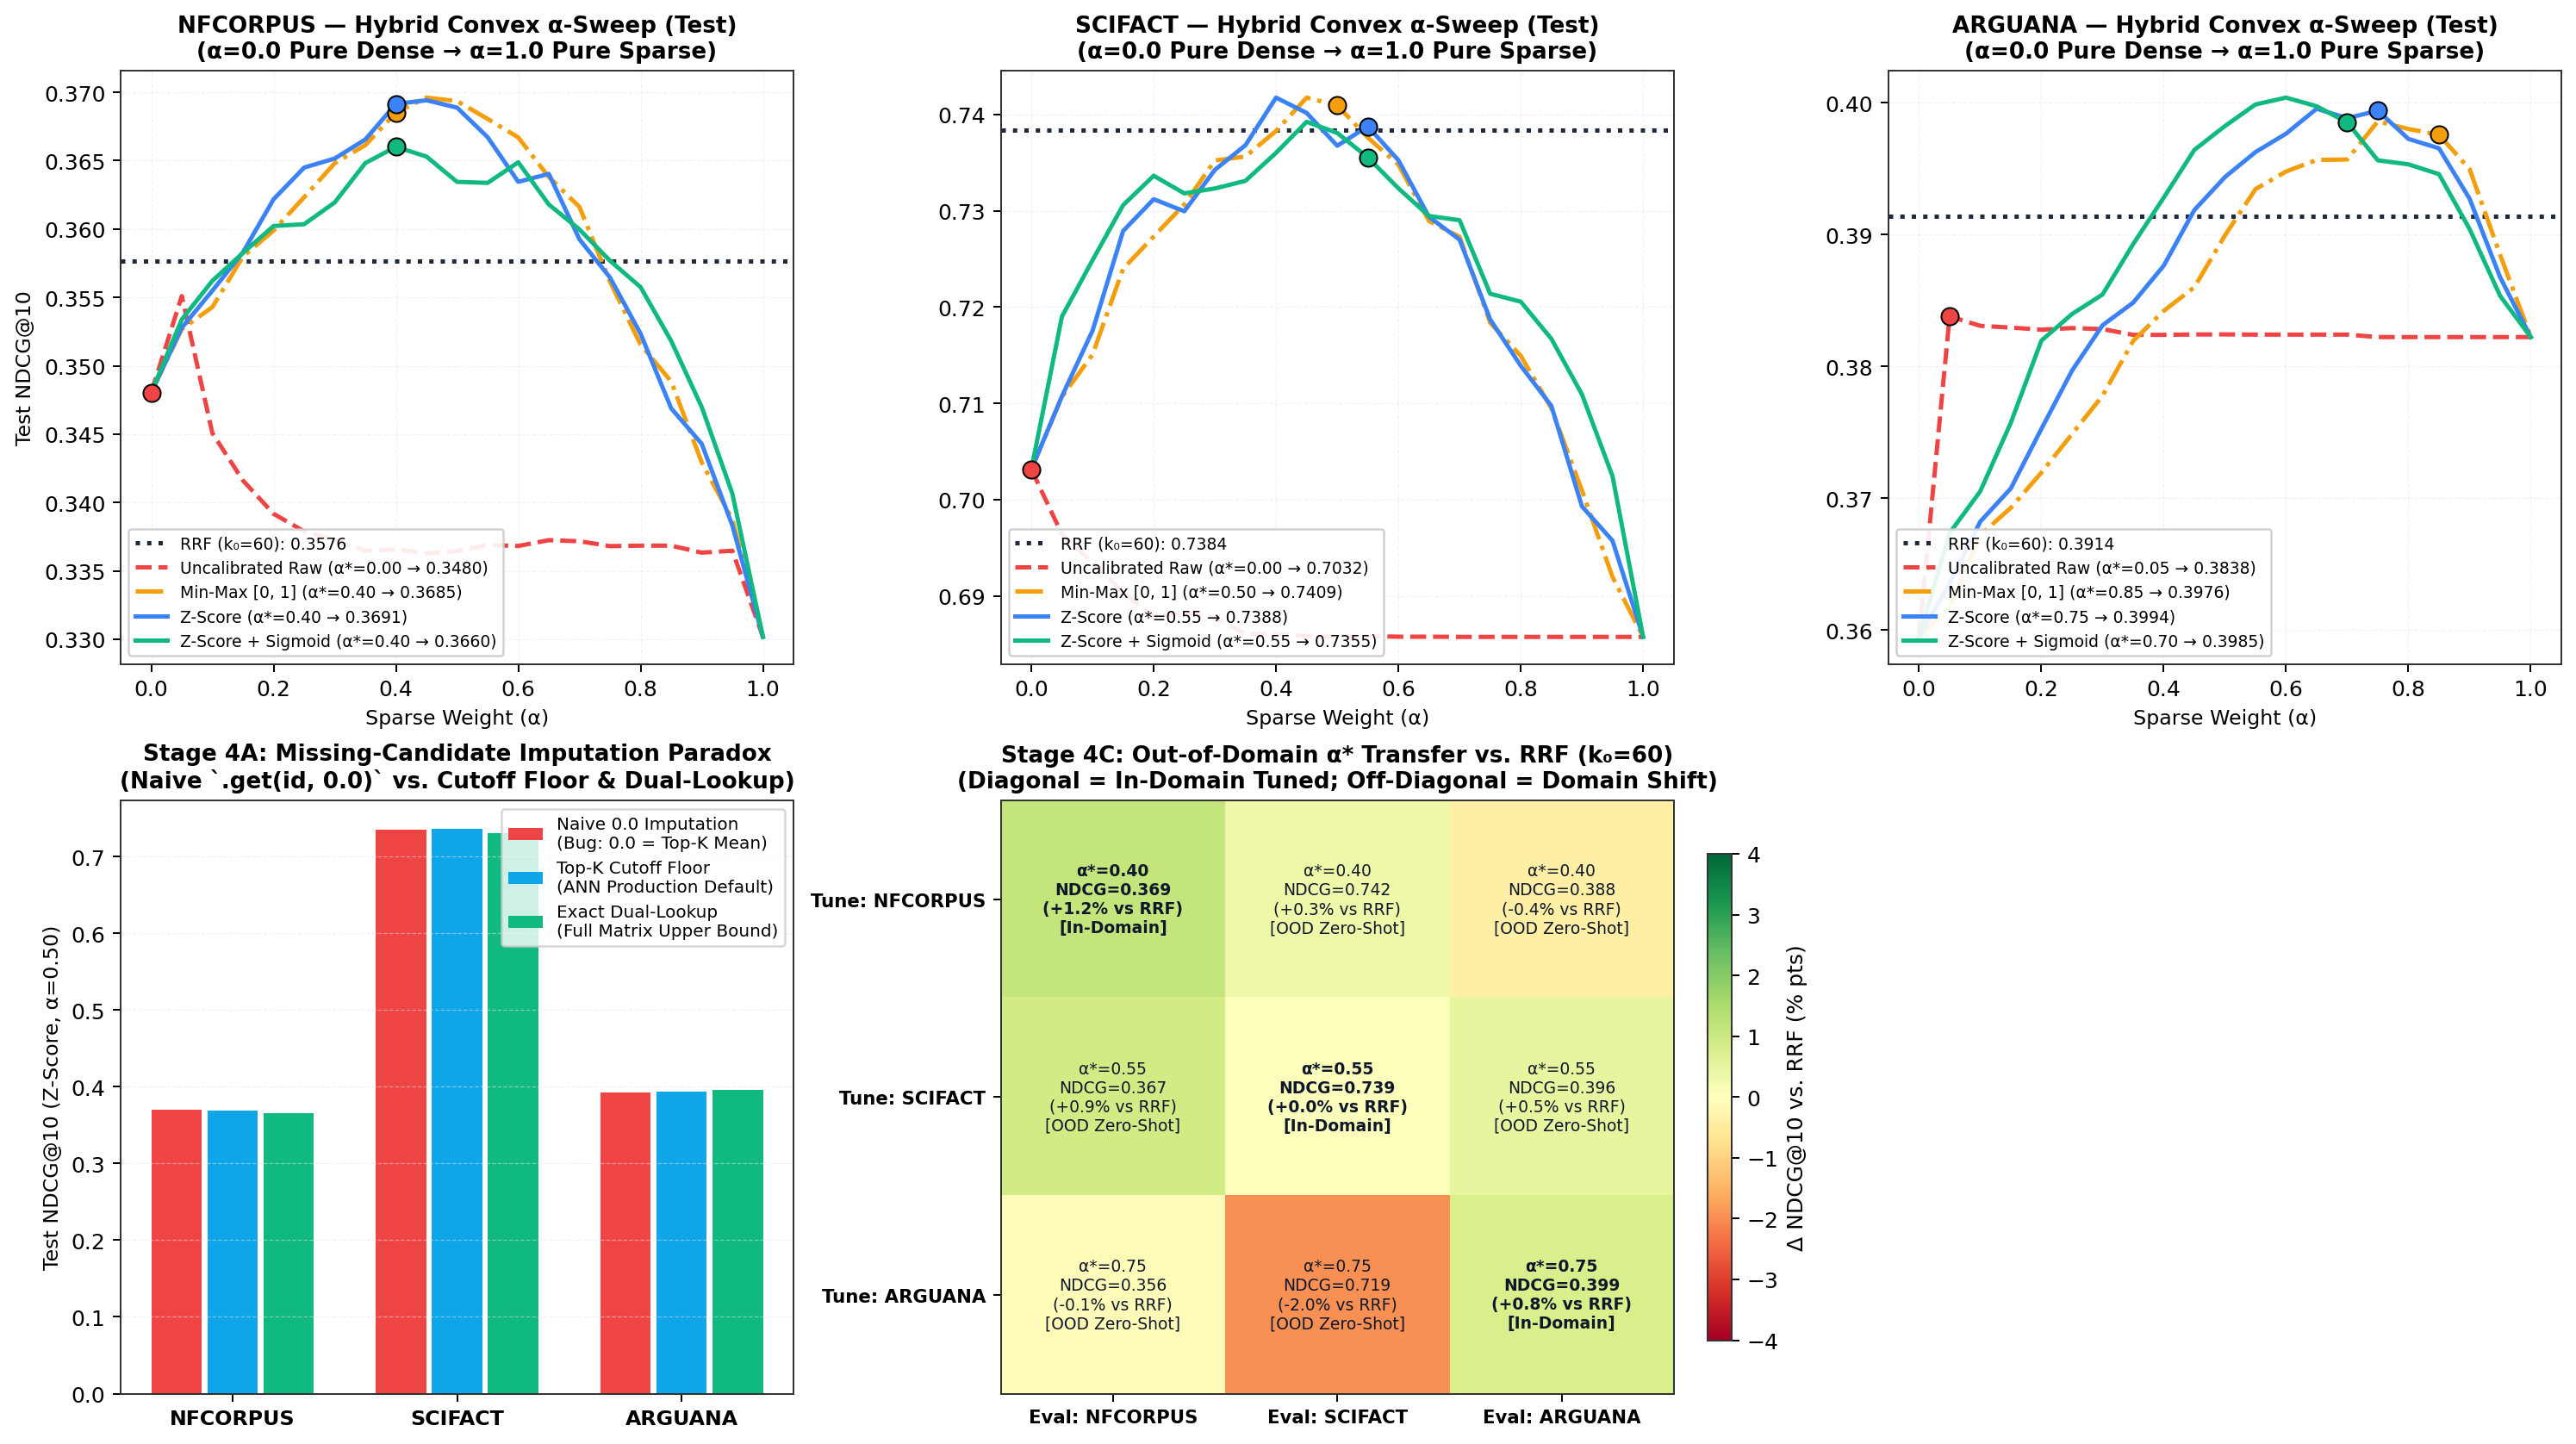 NFCORPUS — Hybrid Convex α-Sweep (Test)
(α=0.0 Pure Dense → α=1.0 Pure Sparse)
Test NDCG@10
0.370
0.365
0.360
0.355
0.350
0.345
0.340
0.335
0.330
RRF (k₀=60): 0.3576
Uncalibrated Raw (α*=0.00 → 0.3480)
Min-Max [0, 1] (α*=0.40 → 0.3685)
Z-Score (α*=0.40 → 0.3691)
Z-Score + Sigmoid (α*=0.40 → 0.3660)
0.0 0.2 0.4 0.6 0.8 1.0
Sparse Weight (α)
SCIFACT — Hybrid Convex α-Sweep (Test)
(α=0.0 Pure Dense → α=1.0 Pure Sparse)
0.74
0.73
0.72
0.71
0.70
0.69
RRF (k₀=60): 0.7384
Uncalibrated Raw (α*=0.00 → 0.7032)
Min-Max [0, 1] (α*=0.50 → 0.7409)
Z-Score (α*=0.55 → 0.7388)
Z-Score + Sigmoid (α*=0.55 → 0.7355)
0.0 0.2 0.4 0.6 0.8 1.0
Sparse Weight (α)
ARGUANA — Hybrid Convex α-Sweep (Test)
(α=0.0 Pure Dense → α=1.0 Pure Sparse)
0.40
0.39
0.38
0.37
0.36
RRF (k₀=60): 0.3914
Uncalibrated Raw (α*=0.05 → 0.3838)
Min-Max [0, 1] (α*=0.85 → 0.3976)
Z-Score (α*=0.75 → 0.3994)
Z-Score + Sigmoid (α*=0.70 → 0.3985)
0.0 0.2 0.4 0.6 0.8 1.0
Sparse Weight (α)
Stage 4A: Missing-Candidate Imputation Paradox
(Naive `.get(id, 0.0)` vs. Cutoff Floor & Dual-Lookup)
Test NDCG@10 (Z-Score, α=0.50)
0.7
0.6
0.5
0.4
0.3
0.2
0.1
0.0
Naive 0.0 Imputation
(Bug: 0.0 = Top-K Mean)
Top-K Cutoff Floor
(ANN Production Default)
Exact Dual-Lookup
(Full Matrix Upper Bound)
NFCORPUS SCIFACT ARGUANA
Stage 4C: Out-of-Domain α* Transfer vs. RRF (k₀=60)
(Diagonal = In-Domain Tuned; Off-Diagonal = Domain Shift)
Tune: NFCORPUS
α*=0.40
NDCG=0.369
(+1.2% vs RRF)
[In-Domain]
α*=0.40
NDCG=0.742
(+0.3% vs RRF)
[OOD Zero-Shot]
α*=0.40
NDCG=0.388
(-0.4% vs RRF)
[OOD Zero-Shot]
Tune: SCIFACT
α*=0.55
NDCG=0.367
(+0.9% vs RRF)
[OOD Zero-Shot]
α*=0.55
NDCG=0.739
(+0.0% vs RRF)
[In-Domain]
α*=0.55
NDCG=0.396
(+0.5% vs RRF)
[OOD Zero-Shot]
Tune: ARGUANA
α*=0.75
NDCG=0.356
(-0.1% vs RRF)
[OOD Zero-Shot]
α*=0.75
NDCG=0.719
(-2.0% vs RRF)
[OOD Zero-Shot]
α*=0.75
NDCG=0.399
(+0.8% vs RRF)
[In-Domain]
Eval: NFCORPUS Eval: SCIFACT Eval: ARGUANA
4
3
2
1
0
−1
−2
−3
−4
Δ NDCG@10 vs. RRF (% pts)